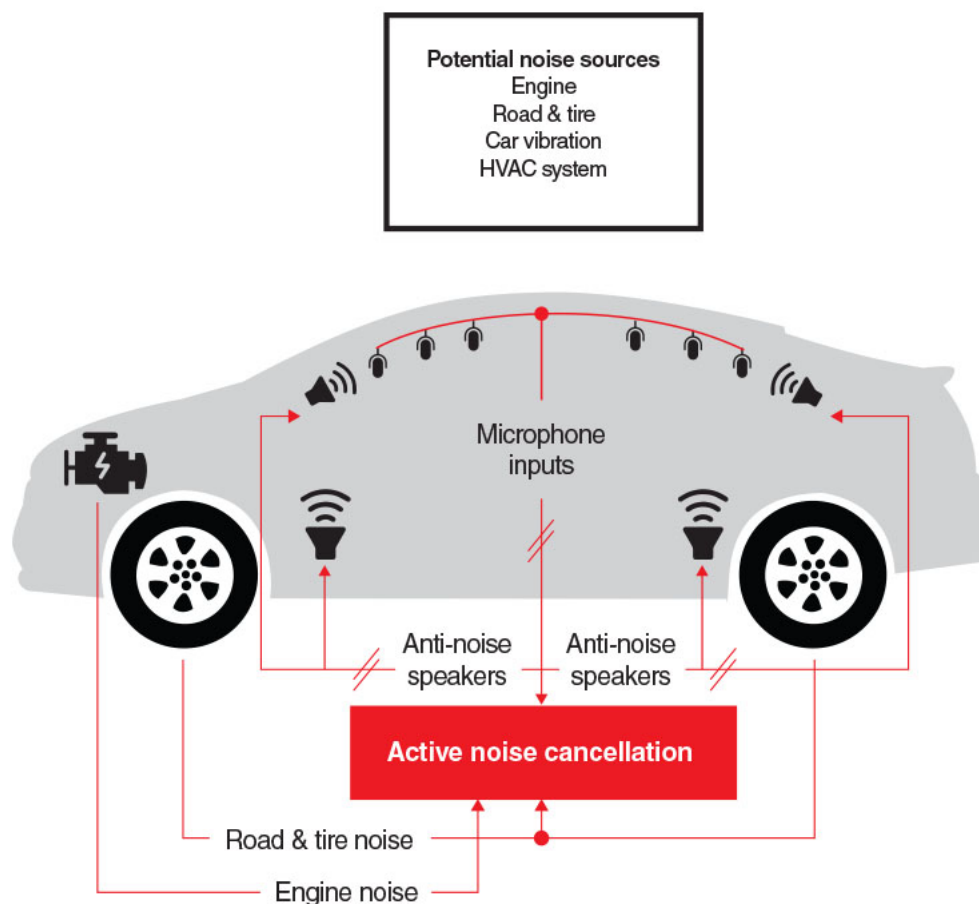 Potential noise sources
Engine
Road & tire
Car vibration
HVAC system
Microphone
inputs
Anti-noise
speakers
Anti-noise
speakers
Active noise cancellation
Road & tire noise
Engine noise